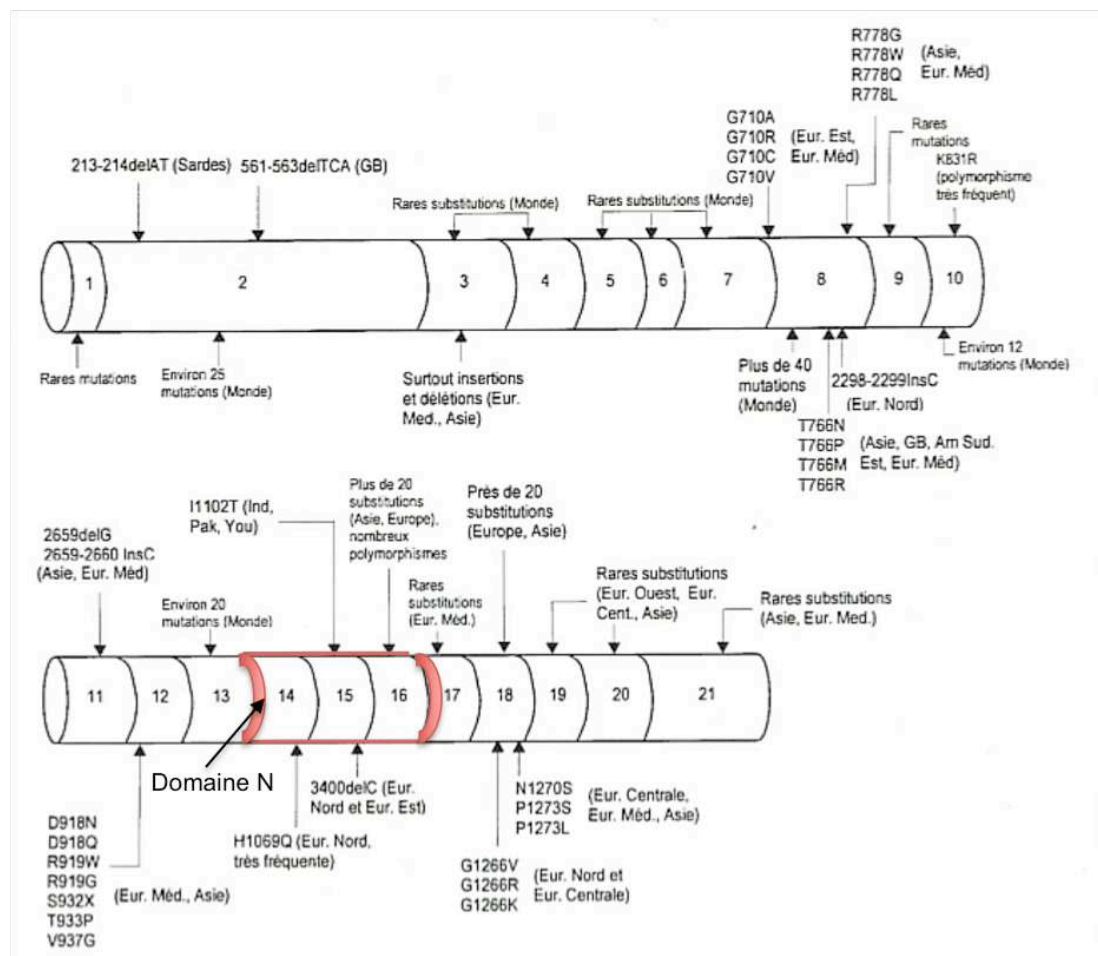 R778G
R778W
R778Q
R778L
(Asie,
Eur. Méd)
G710A
G710R
G710C
G710V
(Eur. Est,
Eur. Méd)
Rares
mutations
K831R
(polymorphisme
très fréquent)
213-214delAT (Sardes)
561-563delTCA (GB)
Rares substitutions (Monde)
Rares substitutions (Monde)
1
2
3
4
5
6
7
8
9
10
Rares mutations
Environ 25
mutations (Monde)
Surtout insertions
et délétions (Eur.
Med., Asie)
Plus de 40
mutations
(Monde)
2298-2299InsC
(Eur. Nord)
Environ 12
mutations (Monde)
T766N
T766P
T766M
T766R
(Asie, GB, Am Sud.
Est, Eur. Méd)
2659delG
2659-2660 InsC
(Asie, Eur. Méd)
Environ 20
mutations (Monde)
I1102T (Ind,
Pak, You)
Plus de 20
substitutions
(Asie, Europe),
nombreux
polymorphismes
Rares
substitutions
(Eur. Méd.)
Près de 20
substitutions
(Europe, Asie)
Rares substitutions
(Eur. Ouest, Eur.
Cent., Asie)
Rares substitutions
(Asie, Eur. Med.)
11
12
13
14
15
16
17
18
19
20
21
Domaine N
D918N
D918Q
R919W
R919G
S932X
T933P
V937G
(Eur. Méd., Asie)
H1069Q (Eur. Nord,
très fréquente)
3400delC (Eur.
Nord et Eur. Est)
G1266V
G1266R
G1266K
(Eur. Nord et
Eur. Centrale)
N1270S
P1273S
P1273L
(Eur. Centrale,
Eur. Méd., Asie)